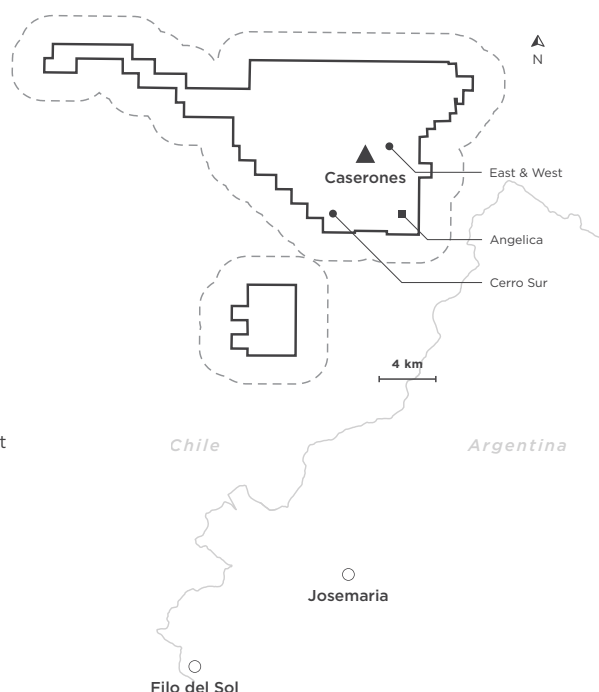 N
East & West
Caserones
Angelica
Cerro Sur
4 km
t
Chile
Argentina
Josemaria
Filo del Sol